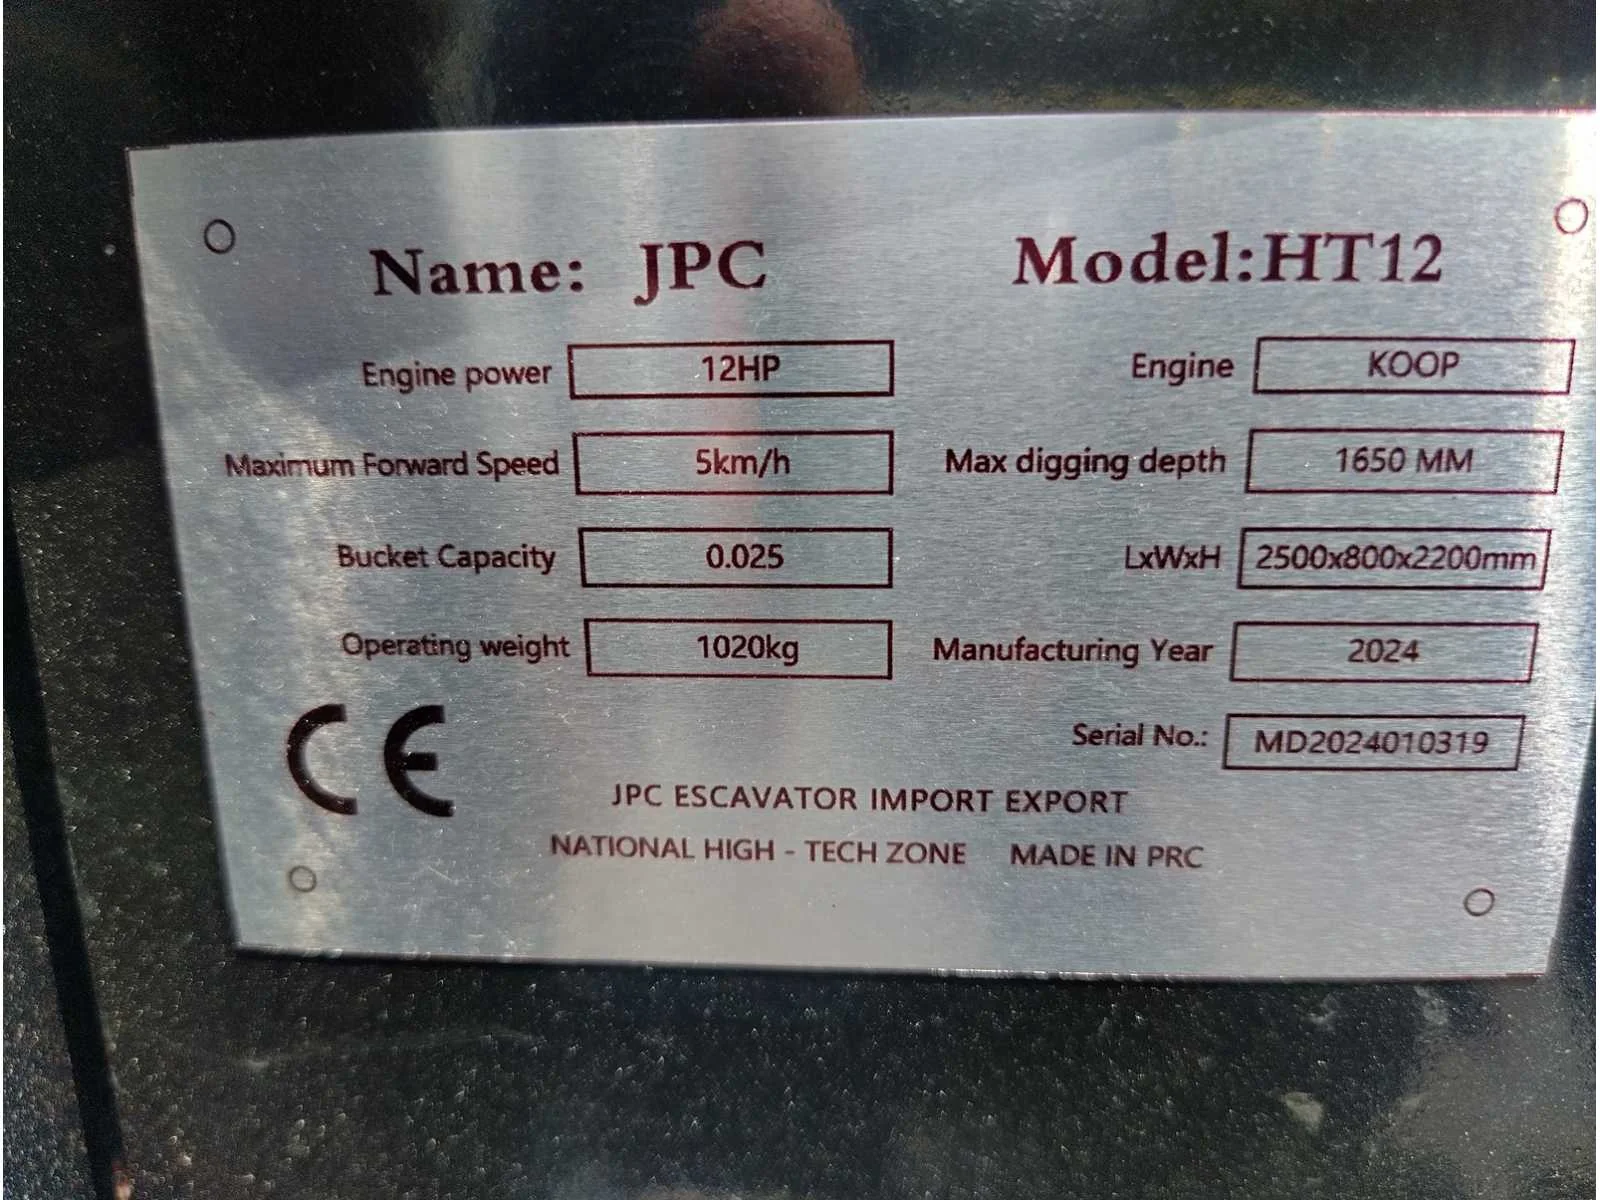 Name: JPC Model:HT12
Engine power 12HP Engine KOOP
Maximum Forward Speed 5km/h Max digging depth 1650 MM
Bucket Capacity 0.025 LxWxH 2500x800x2200mm
Operating weight 1020kg Manufacturing Year 2024
CE Serial No.: MD2024010319
JPC ESCAVATOR IMPORT EXPORT
NATIONAL HIGH - TECH ZONE MADE IN PRC